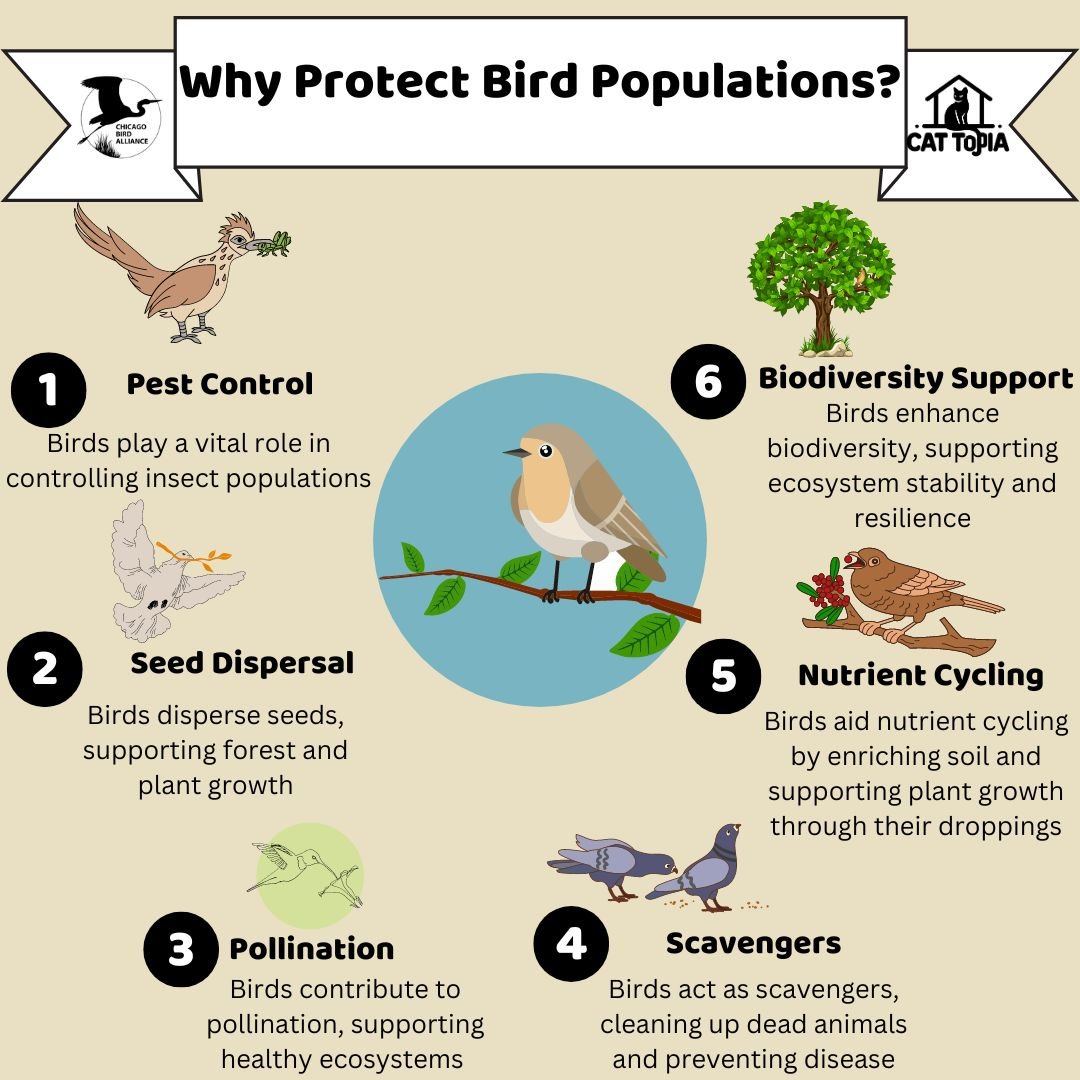 Why Protect Bird Populations?
CHICAGO
BIRD
ALLIANCE
CAT TOPIA
1
Pest Control
Birds play a vital role in
controlling insect populations
2
Seed Dispersal
Birds disperse seeds,
supporting forest and
plant growth
3
Pollination
Birds contribute to
pollination, supporting
healthy ecosystems
4
Scavengers
Birds act as scavengers,
cleaning up dead animals
and preventing disease
5
Nutrient Cycling
Birds aid nutrient cycling
by enriching soil and
supporting plant growth
through their droppings
6
Biodiversity Support
Birds enhance
biodiversity, supporting
ecosystem stability and
resilience